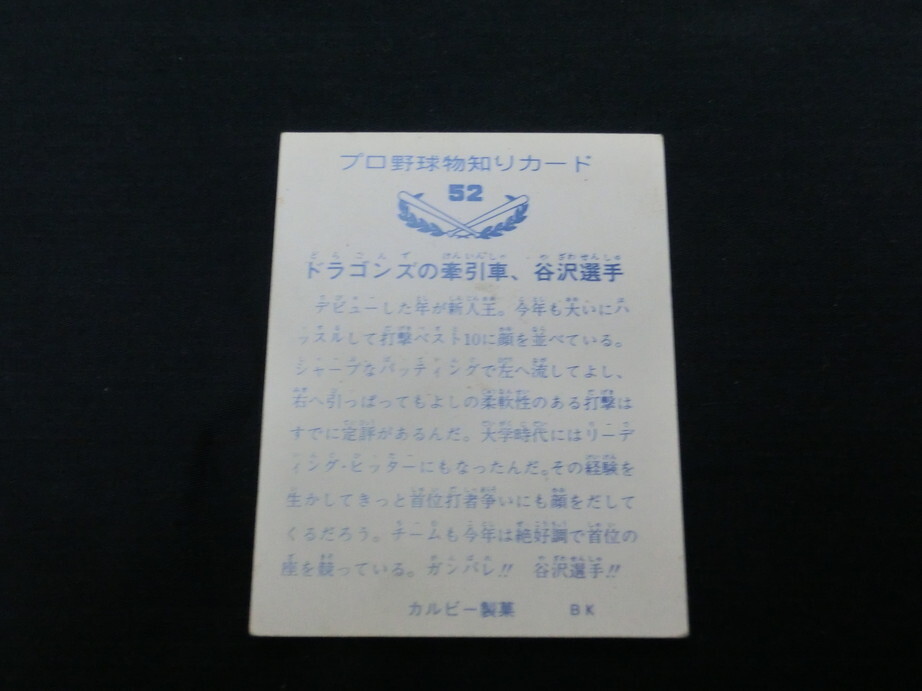 プロ野球物知りカード
52
ドラゴンズの牽引車、谷沢選手
デビューした年が新人王。今年も大いにハ
ッスルして打撃ベスト10に顔を並べている。
シャープなバッティングで左へ流してよし、
右へ引っぱってもよしの柔軟性のある打撃は
すでに定評があるんだ。大学時代にはリーデ
ィング・ヒッターにもなったんだ。その経験を
生かしてきっと首位打者争いにも顔をだして
くるだろう。チームも今年は絶好調で首位の
座を競っている。ガンバレ!! 谷沢選手!!
カルビー製菓 BK